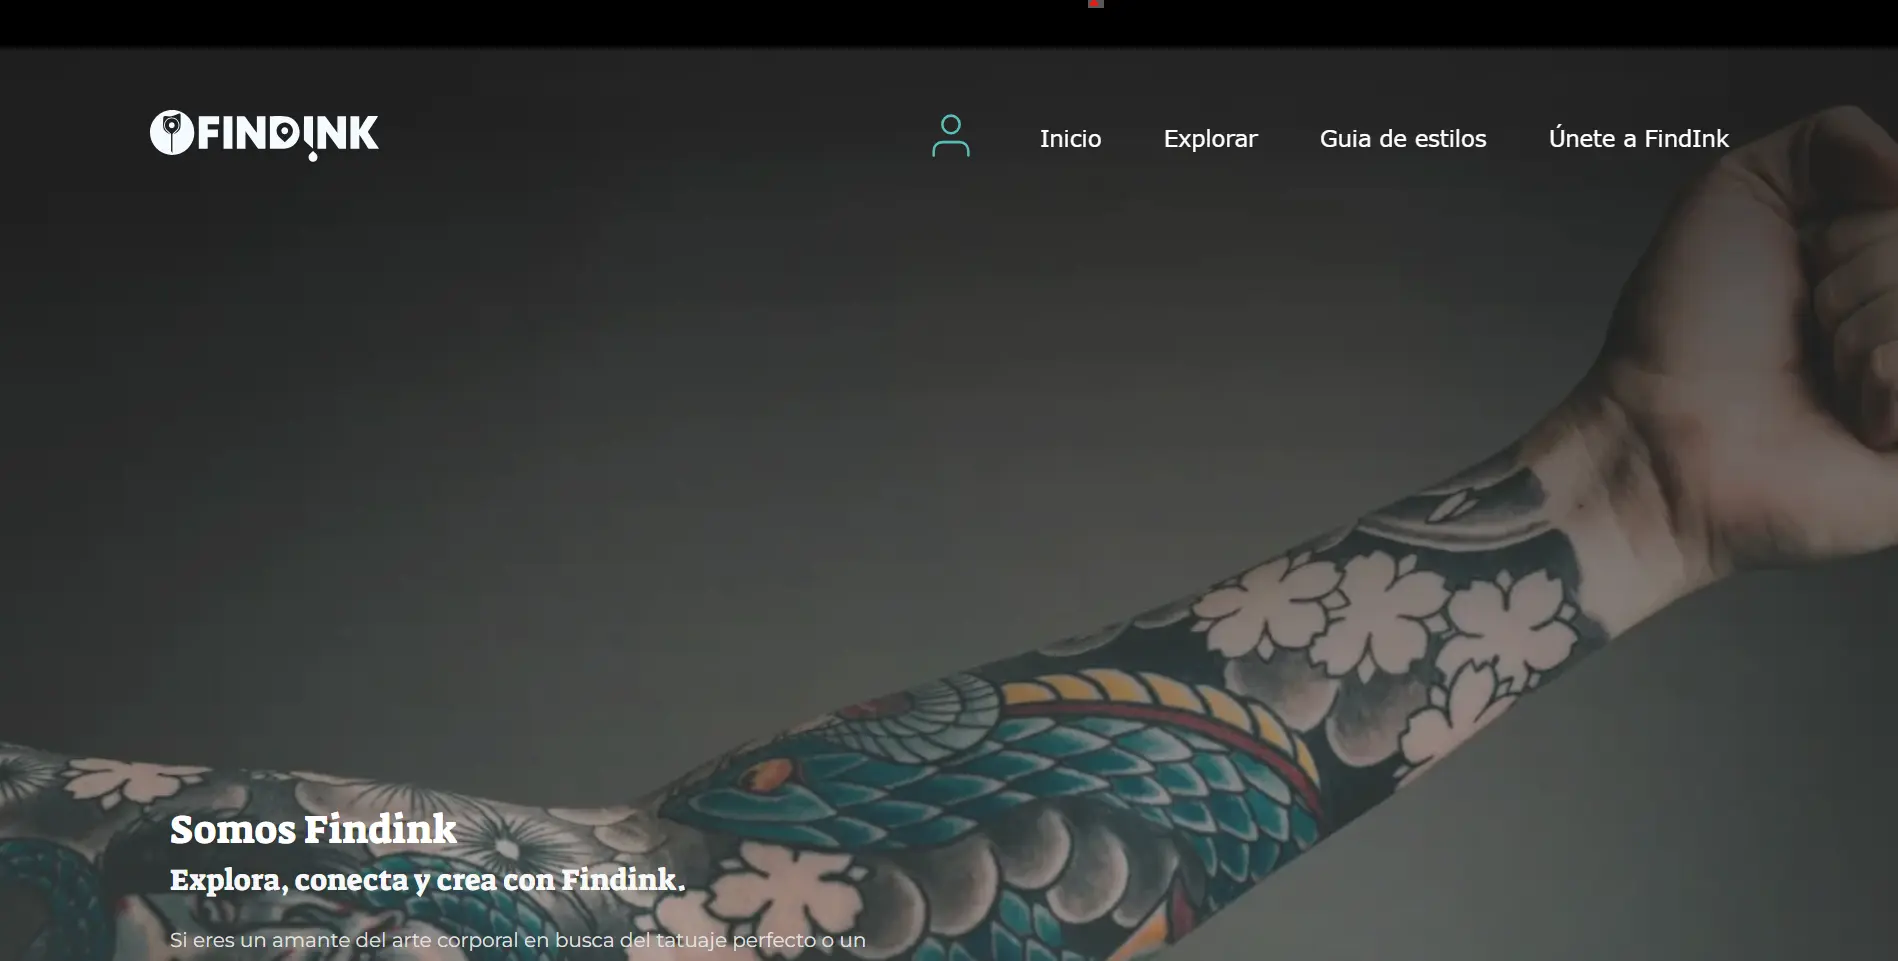 FINDINK
Inicio Explorar Guia de estilos Únete a FindInk
Somos Findink
Explora, conecta y crea con Findink.
Si eres un amante del arte corporal en busca del tatuaje perfecto o un